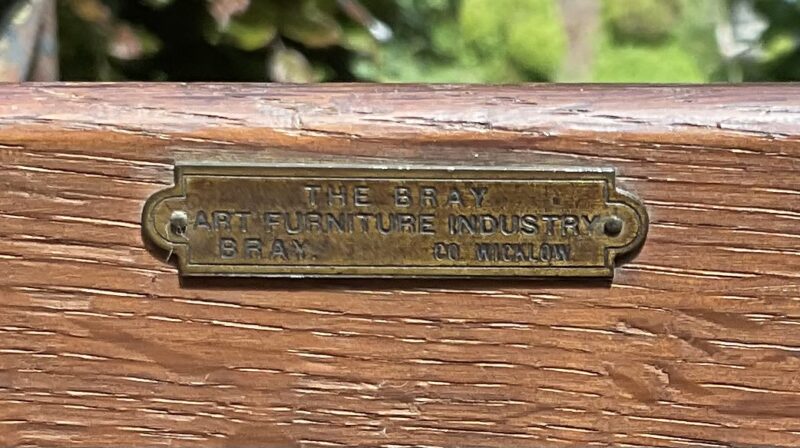 THE BRAY
ART FURNITURE INDUSTRY
BRAY. CO WICKLOW